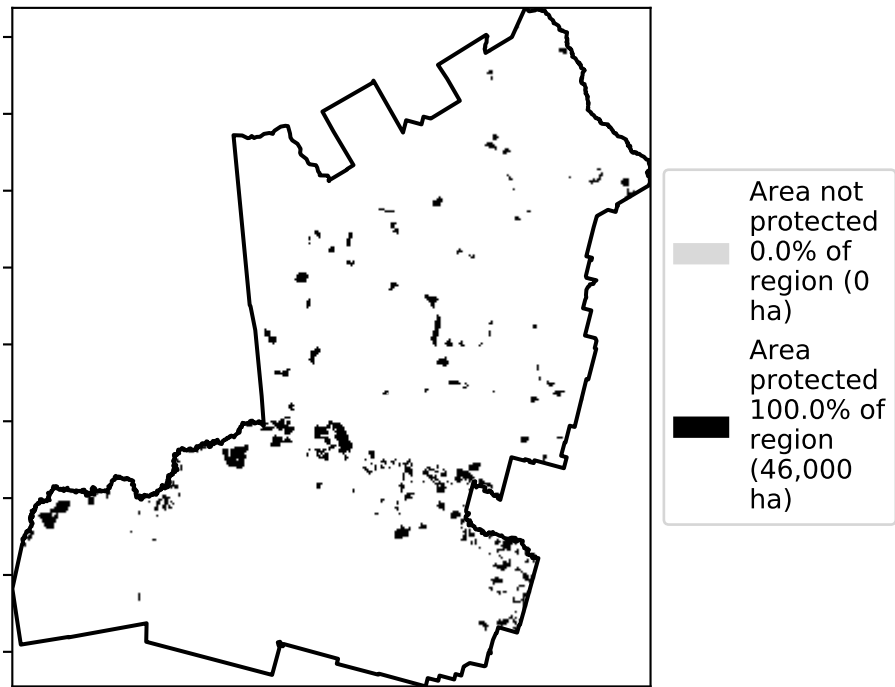 Area not
protected
0.0% of
region (0
ha)
Area
protected
100.0% of
region
(46,000
ha)